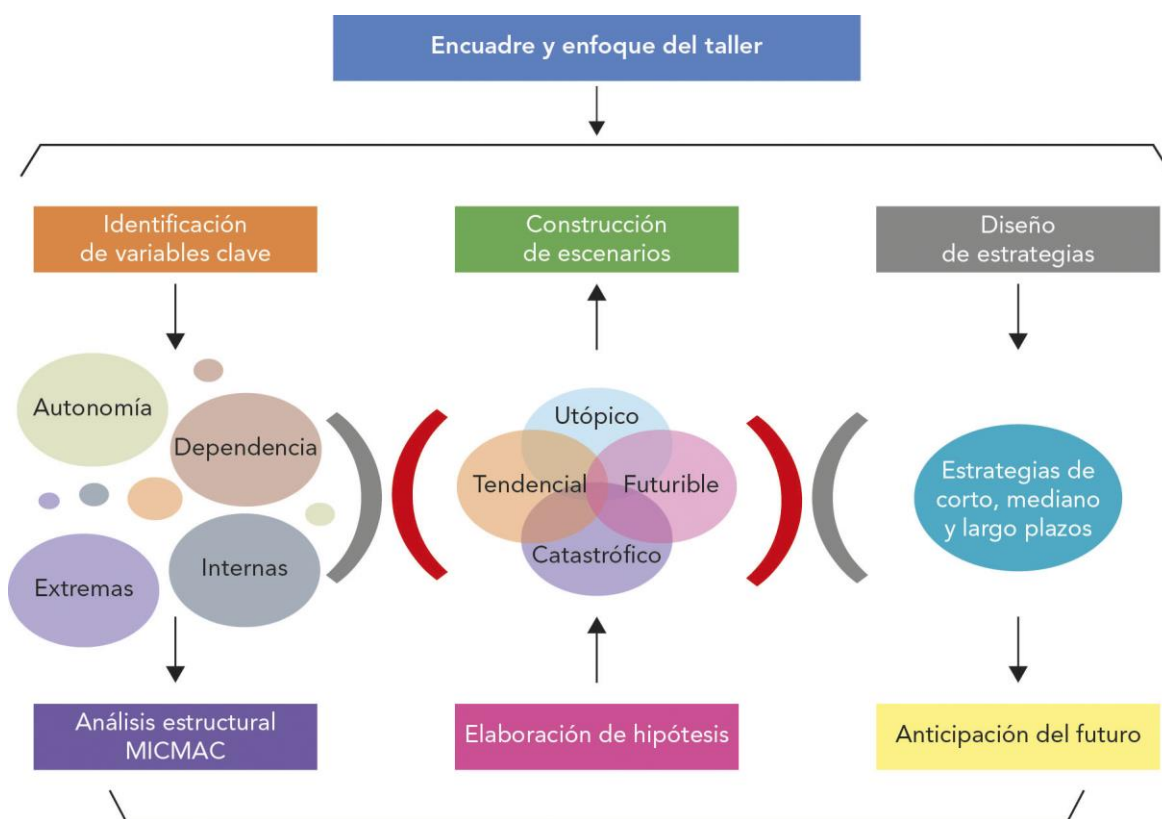 Encuadre y enfoque del taller
Identificación
de variables clave
Construcción
de escenarios
Diseño
de estrategias
Autonomía
Dependencia
Extremas
Internas
Utópico
Tendencial
Futurible
Catastrófico
Estrategias de
corto, mediano
y largo plazos
Análisis estructural
MICMAC
Elaboración de hipótesis
Anticipación del futuro